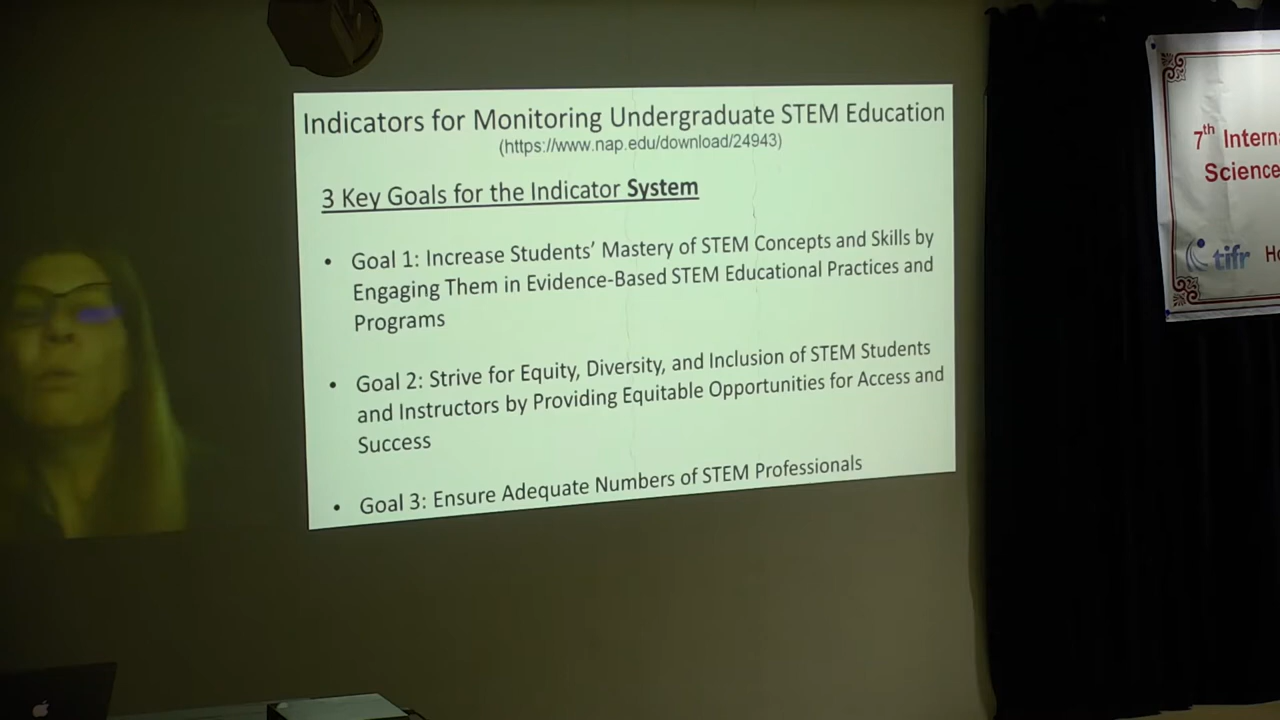 Indicators for Monitoring Undergraduate STEM Education
(https://www.nap.edu/download/24943)
3 Key Goals for the Indicator System
• Goal 1: Increase Students’ Mastery of STEM Concepts and Skills by
Engaging Them in Evidence-Based STEM Educational Practices and
Programs
• Goal 2: Strive for Equity, Diversity, and Inclusion of STEM Students
and Instructors by Providing Equitable Opportunities for Access and
Success
• Goal 3: Ensure Adequate Numbers of STEM Professionals
7th Intern
Science
tifr Ho